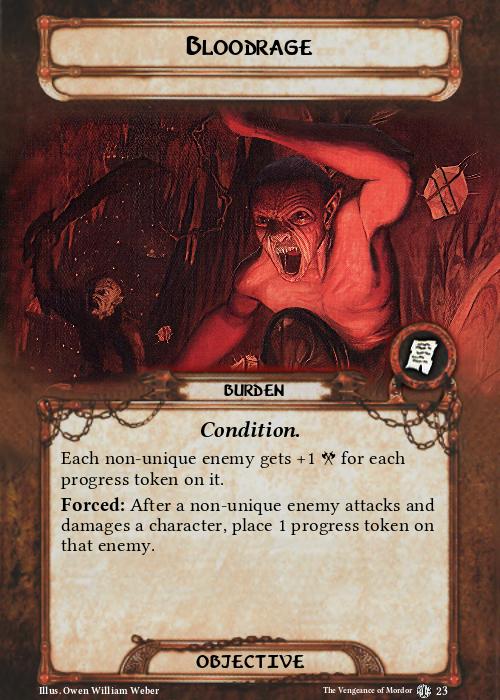 Bloodrage
BURDEN
Condition.
Each non-unique enemy gets +1 for each
progress token on it.
Forced: After a non-unique enemy attacks and
damages a character, place 1 progress token on
that enemy.
OBJECTIVE
Illus. Owen William Weber The Vengeance of Mordor 23